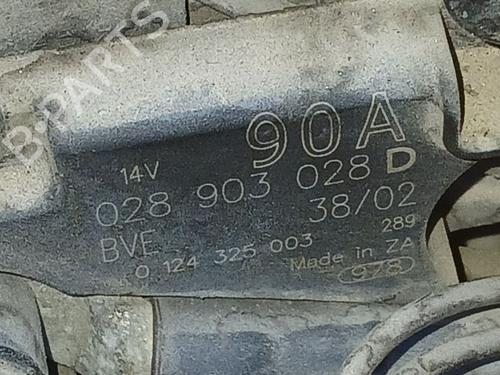 B-PARTS
90A
14V
028 903 028 D
38/02
BVE
289
0 124 325 003
Made in ZA
978